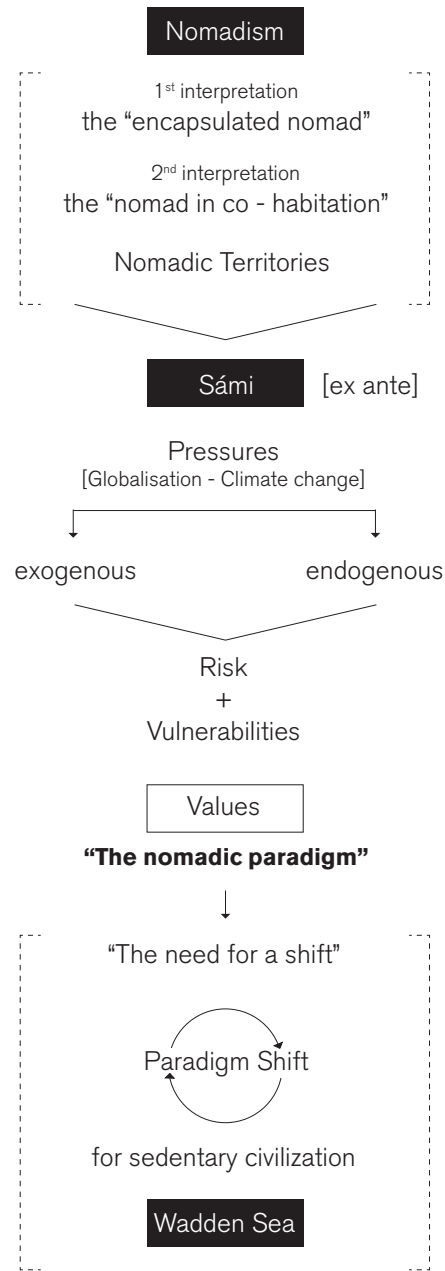 Nomadism
1st interpretation
the “encapsulated nomad”
2nd interpretation
the “nomad in co - habitation”
Nomadic Territories
Sámi [ex ante]
Pressures
[Globalisation - Climate change]
exogenous endogenous
Risk
+
Vulnerabilities
Values
“The nomadic paradigm”
“The need for a shift”
Paradigm Shift
for sedentary civilization
Wadden Sea